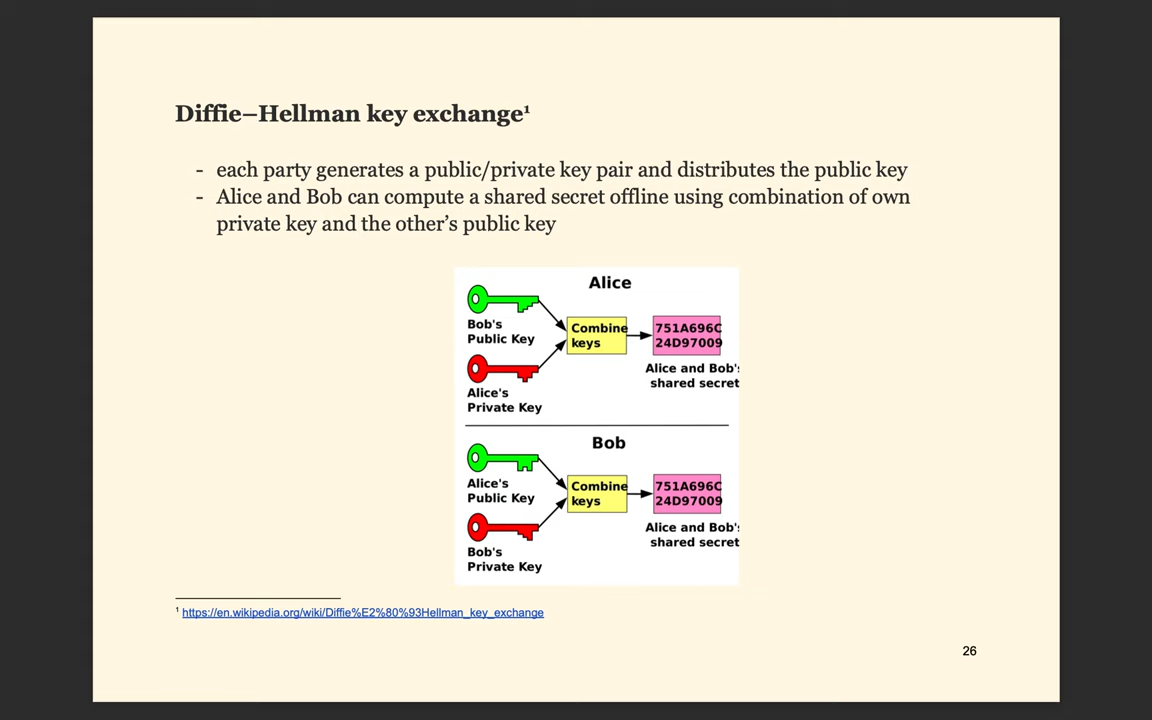 Diffie–Hellman key exchange¹
- each party generates a public/private key pair and distributes the public key
- Alice and Bob can compute a shared secret offline using combination of own
private key and the other’s public key
Alice
Bob's
Public Key
Combine
keys
751A696C
24D97009
Alice's
Private Key
Alice and Bob's
shared secret
Bob
Alice's
Public Key
Combine
keys
751A696C
24D97009
Bob's
Private Key
Alice and Bob's
shared secret
¹ https://en.wikipedia.org/wiki/Diffie%E2%80%93Hellman_key_exchange
26